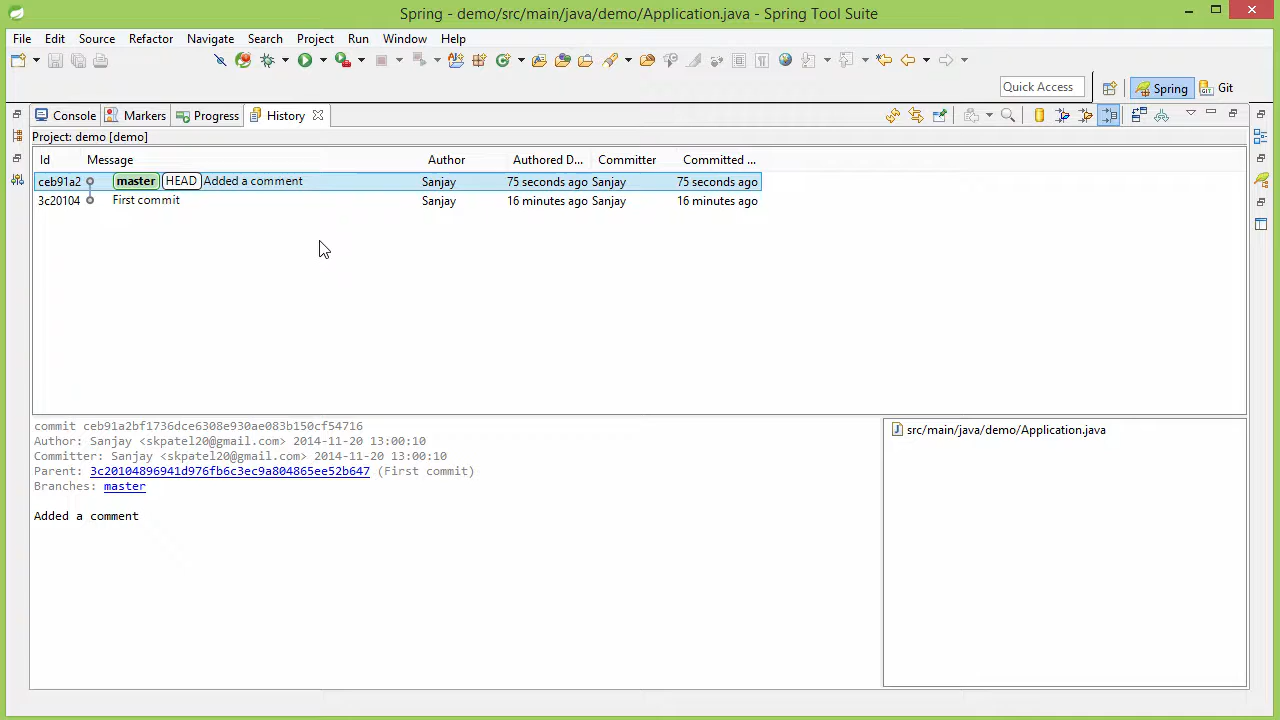 Spring - demo/src/main/java/demo/Application.java - Spring Tool Suite
File Edit Source Refactor Navigate Search Project Run Window Help
Quick Access Spring Git
Console Markers Progress History
Project: demo [demo]
Id Message Author Authored D... Committer Committed ...
ceb91a2 master HEAD Added a comment Sanjay 75 seconds ago Sanjay 75 seconds ago
3c20104 First commit Sanjay 16 minutes ago Sanjay 16 minutes ago
commit ceb91a2bf1736dce6308e930ae083b150cf54716
Author: Sanjay <skpatel20@gmail.com> 2014-11-20 13:00:10
Committer: Sanjay <skpatel20@gmail.com> 2014-11-20 13:00:10
Parent: 3c20104896941d976fb6c3ec9a804865ee52b647 (First commit)
Branches: master
Added a comment
src/main/java/demo/Application.java